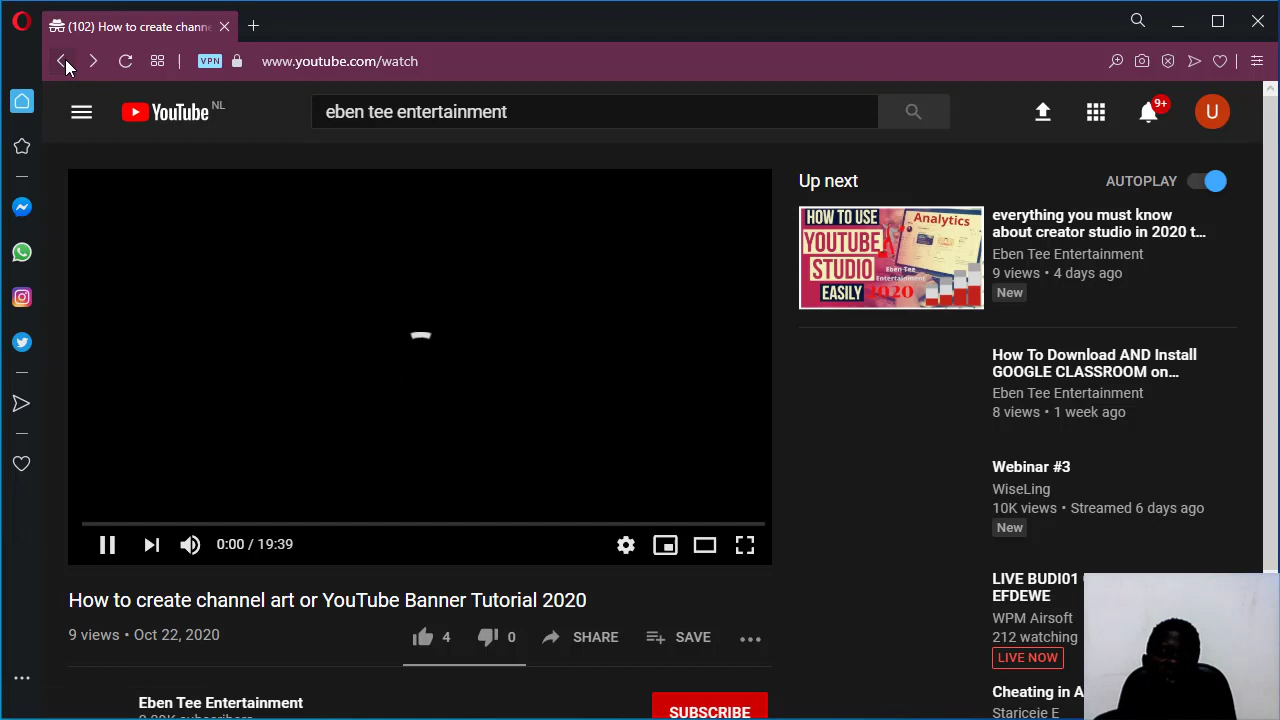 (102) How to create chann
VPN
www.youtube.com/watch
YouTube NL
eben tee entertainment
9+
U
Up next
AUTOPLAY
HOW TO USE
YOUTUBE
STUDIO
EASILY 2020
Analytics
Eben Tee
Entertainment
everything you must know
about creator studio in 2020 t...
Eben Tee Entertainment
9 views • 4 days ago
New
How To Download AND Install
GOOGLE CLASSROOM on...
Eben Tee Entertainment
8 views • 1 week ago
Webinar #3
WiseLing
10K views • Streamed 6 days ago
New
LIVE BUDI01
EFDEWE
WPM Airsoft
212 watching
LIVE NOW
Cheating in A
Stariceie E
0:00 / 19:39
How to create channel art or YouTube Banner Tutorial 2020
9 views • Oct 22, 2020
4
0
SHARE
SAVE
Eben Tee Entertainment
subscribers
SUBSCRIBE